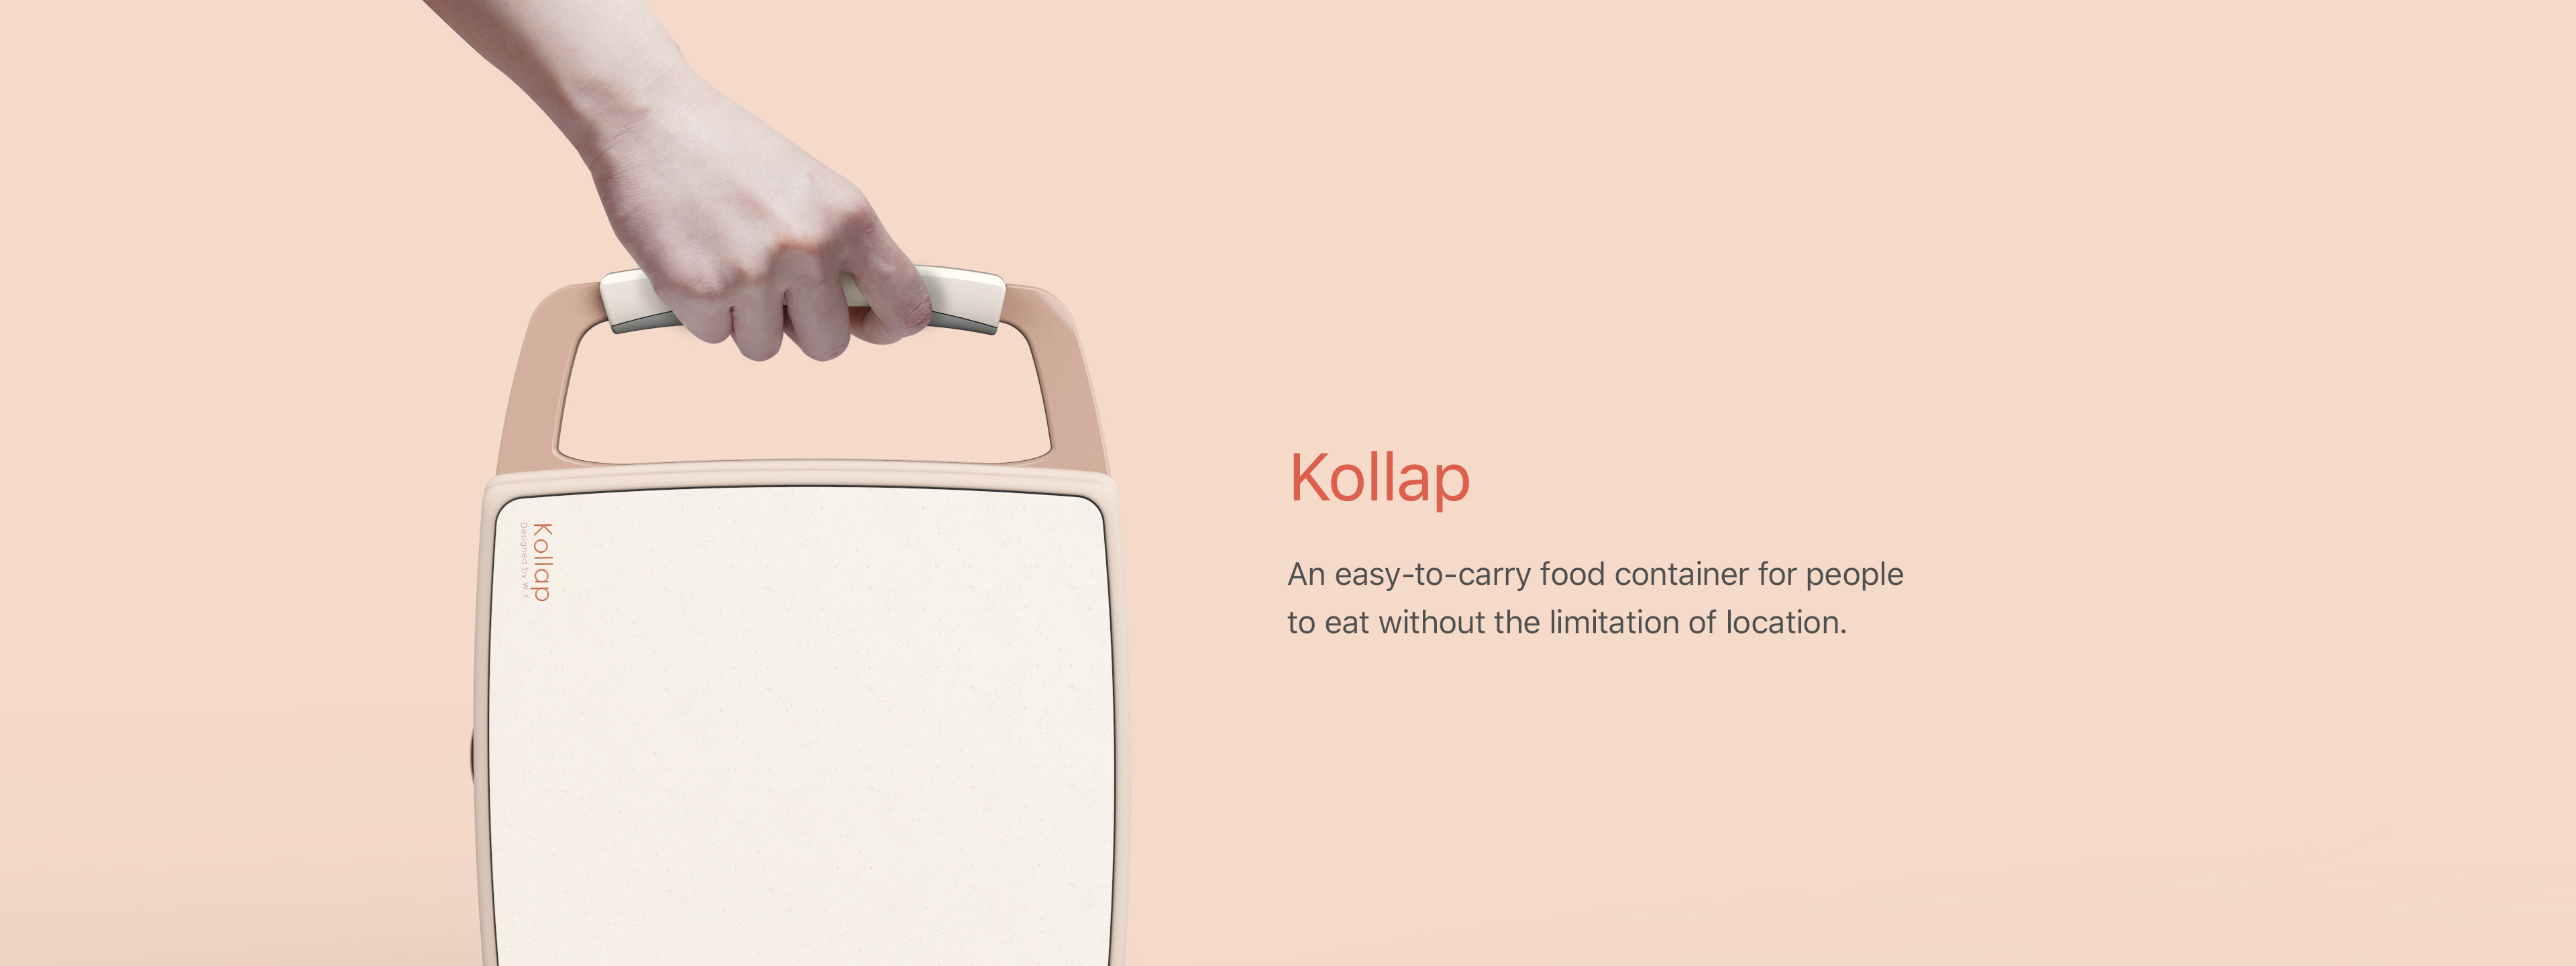 Kollap
Designed by W.Y.
Kollap
An easy-to-carry food container for people
to eat without the limitation of location.